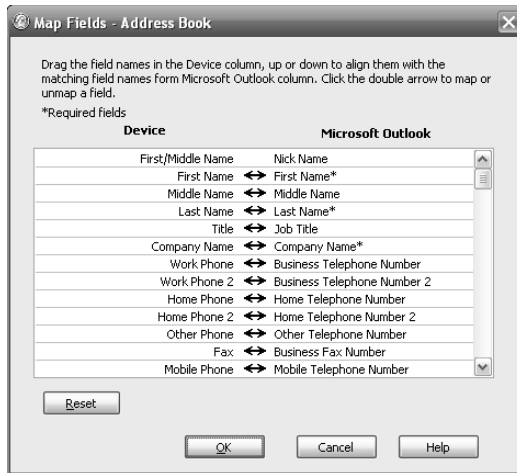 Map Fields - Address Book
Drag the field names in the Device column, up or down to align them with the
matching field names form Microsoft Outlook column. Click the double arrow to map or
unmap a field.
*Required fields
Device Microsoft Outlook
First/Middle Name Nick Name
First Name First Name*
Middle Name Middle Name
Last Name Last Name*
Title Job Title
Company Name Company Name*
Work Phone Business Telephone Number
Work Phone 2 Business Telephone Number 2
Home Phone Home Telephone Number
Home Phone 2 Home Telephone Number 2
Other Phone Other Telephone Number
Fax Business Fax Number
Mobile Phone Mobile Telephone Number
Reset
OK Cancel Help